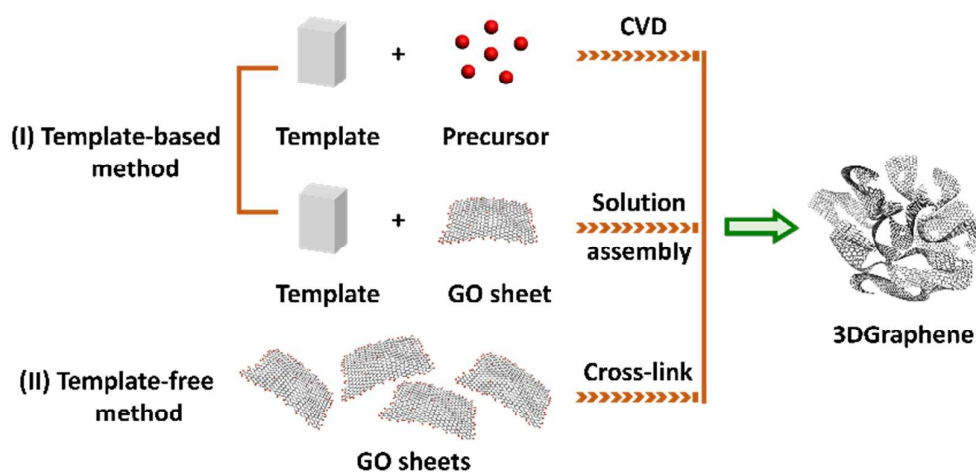 CVD
+
(I) Template-based
method
Template
Precursor
+
Solution
assembly
Template
GO sheet
3DGraphene
(II) Template-free
method
Cross-link
GO sheets